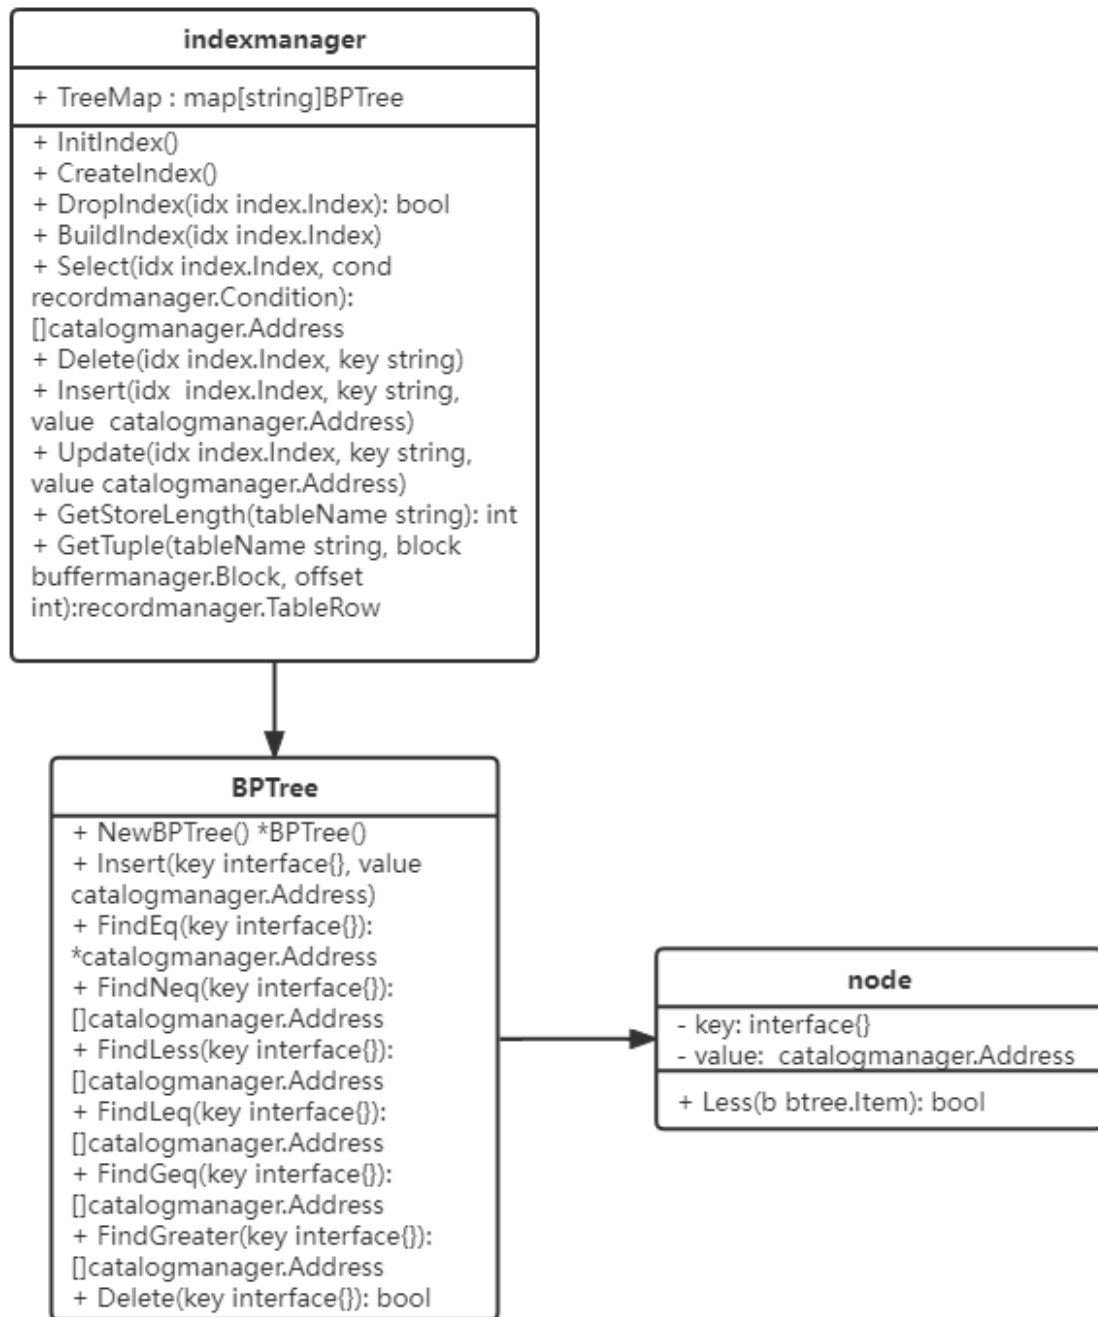 indexmanager
+ TreeMap : map[string]BPTree
+ InitIndex()
+ CreateIndex()
+ DropIndex(idx index.Index): bool
+ BuildIndex(idx index.Index)
+ Select(idx index.Index, cond
recordmanager.Condition):
[]catalogmanager.Address
+ Delete(idx index.Index, key string)
+ Insert(idx  index.Index, key string,
value  catalogmanager.Address)
+ Update(idx index.Index, key string,
value catalogmanager.Address)
+ GetStoreLength(tableName string): int
+ GetTuple(tableName string, block
buffermanager.Block, offset
int):recordmanager.TableRow
BPTree
+ NewBPTree() *BPTree()
+ Insert(key interface{}, value
catalogmanager.Address)
+ FindEq(key interface{}):
*catalogmanager.Address
+ FindNeq(key interface{}):
[]catalogmanager.Address
+ FindLess(key interface{}):
[]catalogmanager.Address
+ FindLeq(key interface{}):
[]catalogmanager.Address
+ FindGeq(key interface{}):
[]catalogmanager.Address
+ FindGreater(key interface{}):
[]catalogmanager.Address
+ Delete(key interface{}): bool
node
- key: interface{}
- value:  catalogmanager.Address
+ Less(b btree.Item): bool